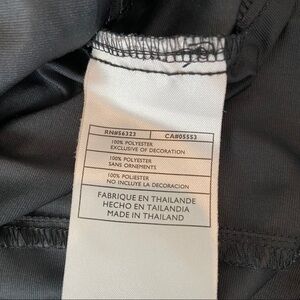 RN#56323 CA#05553
100% POLYESTER
EXCLUSIVE OF DECORATION
100% POLYESTER
SANS ORNEMENTS
100% POLIESTER
NO INCLUYE LA DECORACION
FABRIQUE EN THAILANDE
HECHO EN TAILANDIA
MADE IN THAILAND